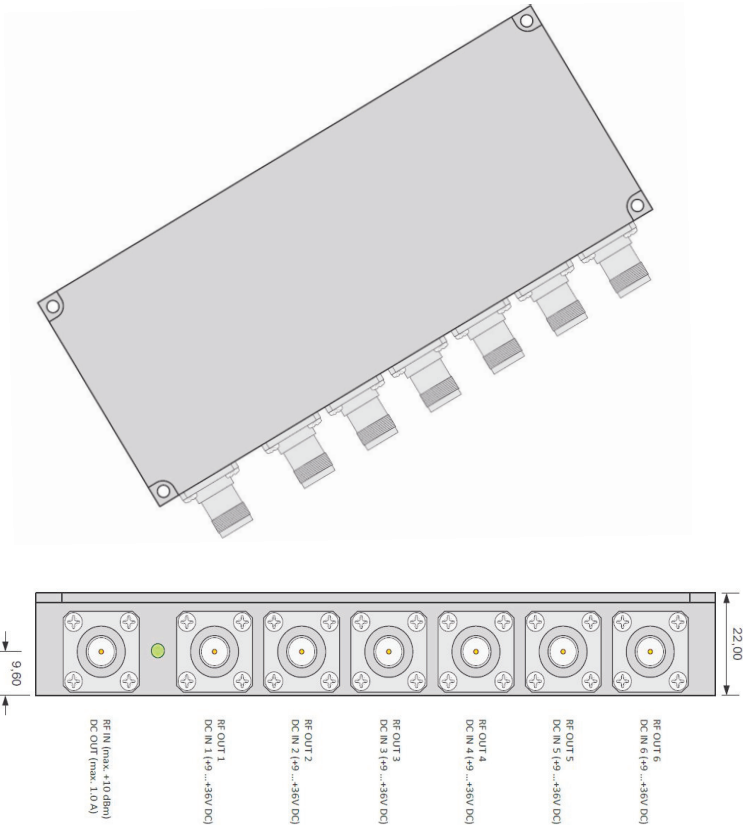 22,00
9,60
RF IN (max. +10 dBm)
DC OUT (max. 1.0 A)
RF OUT 1
DC IN 1 (+9 ...+36V DC)
RF OUT 2
DC IN 2 (+9 ...+36V DC)
RF OUT 3
DC IN 3 (+9 ...+36V DC)
RF OUT 4
DC IN 4 (+9 ...+36V DC)
RF OUT 5
DC IN 5 (+9 ...+36V DC)
RF OUT 6
DC IN 6 (+9 ...+36V DC)